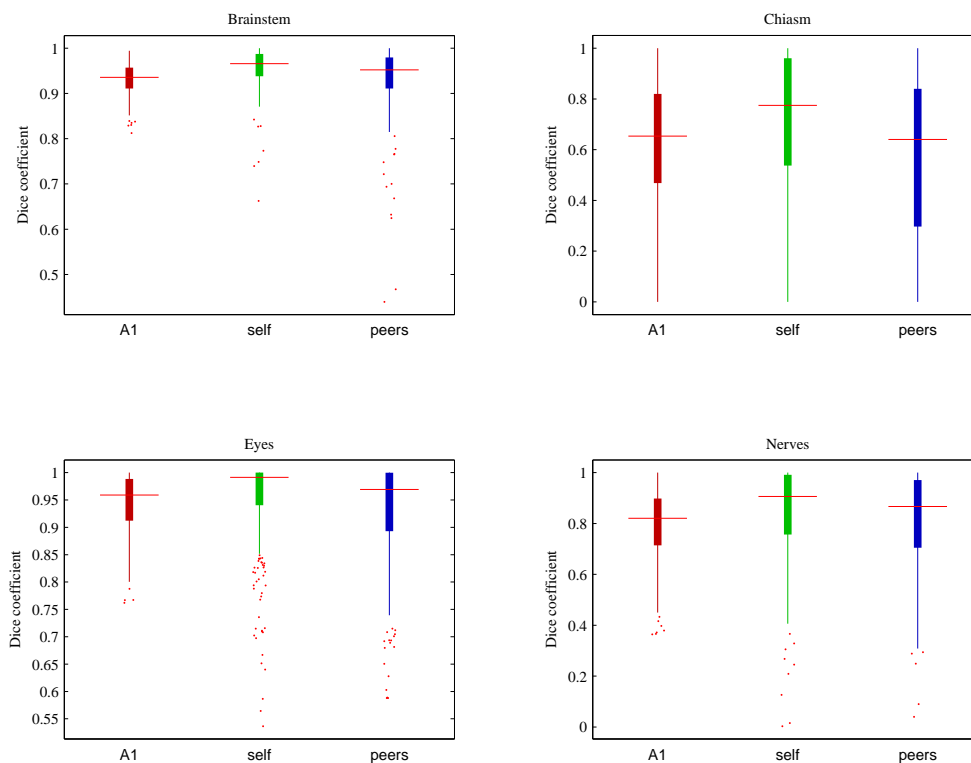 Brainstem
Dice coefficient
1
0.9
0.8
0.7
0.6
0.5
A1 self peers
Chiasm
Dice coefficient
1
0.8
0.6
0.4
0.2
0
A1 self peers
Eyes
Dice coefficient
1
0.95
0.9
0.85
0.8
0.75
0.7
0.65
0.6
0.55
A1 self peers
Nerves
Dice coefficient
1
0.8
0.6
0.4
0.2
0
A1 self peers